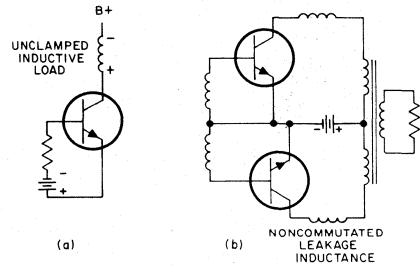 B+
−
UNCLAMPED
INDUCTIVE
LOAD
+
−
+
− +
(a)
(b)
NONCOMMUTATED
LEAKAGE
INDUCTANCE